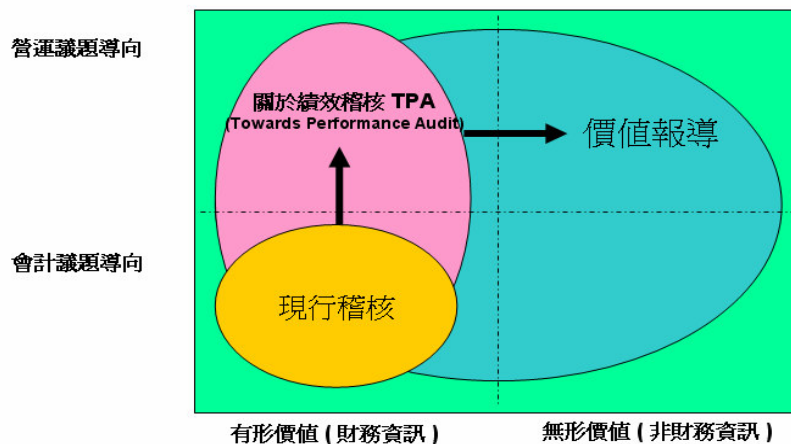 營運議題導向
關於績效稽核 TPA
(Towards Performance Audit)
價值報導
會計議題導向
現行稽核
有形價值 ( 財務資訊 )
無形價值 ( 非財務資訊 )